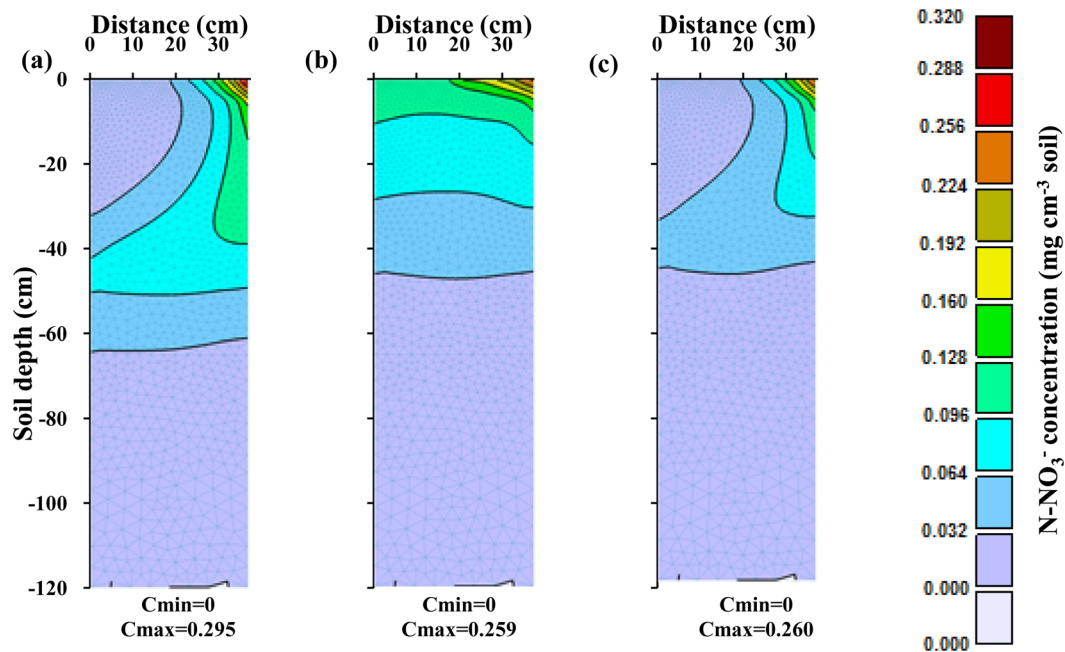 Distance (cm) Distance (cm) Distance (cm)
0 10 20 30 0 10 20 30 0 10 20 30
(a) (b) (c)
0
-20
-40
-60
-80
-100
-120
Soil depth (cm)
Cmin=0
Cmax=0.295
Cmin=0
Cmax=0.259
Cmin=0
Cmax=0.260
0.320
0.288
0.256
0.224
0.192
0.160
0.128
0.096
0.064
0.032
0.000
0.000
N-NO₃⁻ concentration (mg cm⁻³ soil)